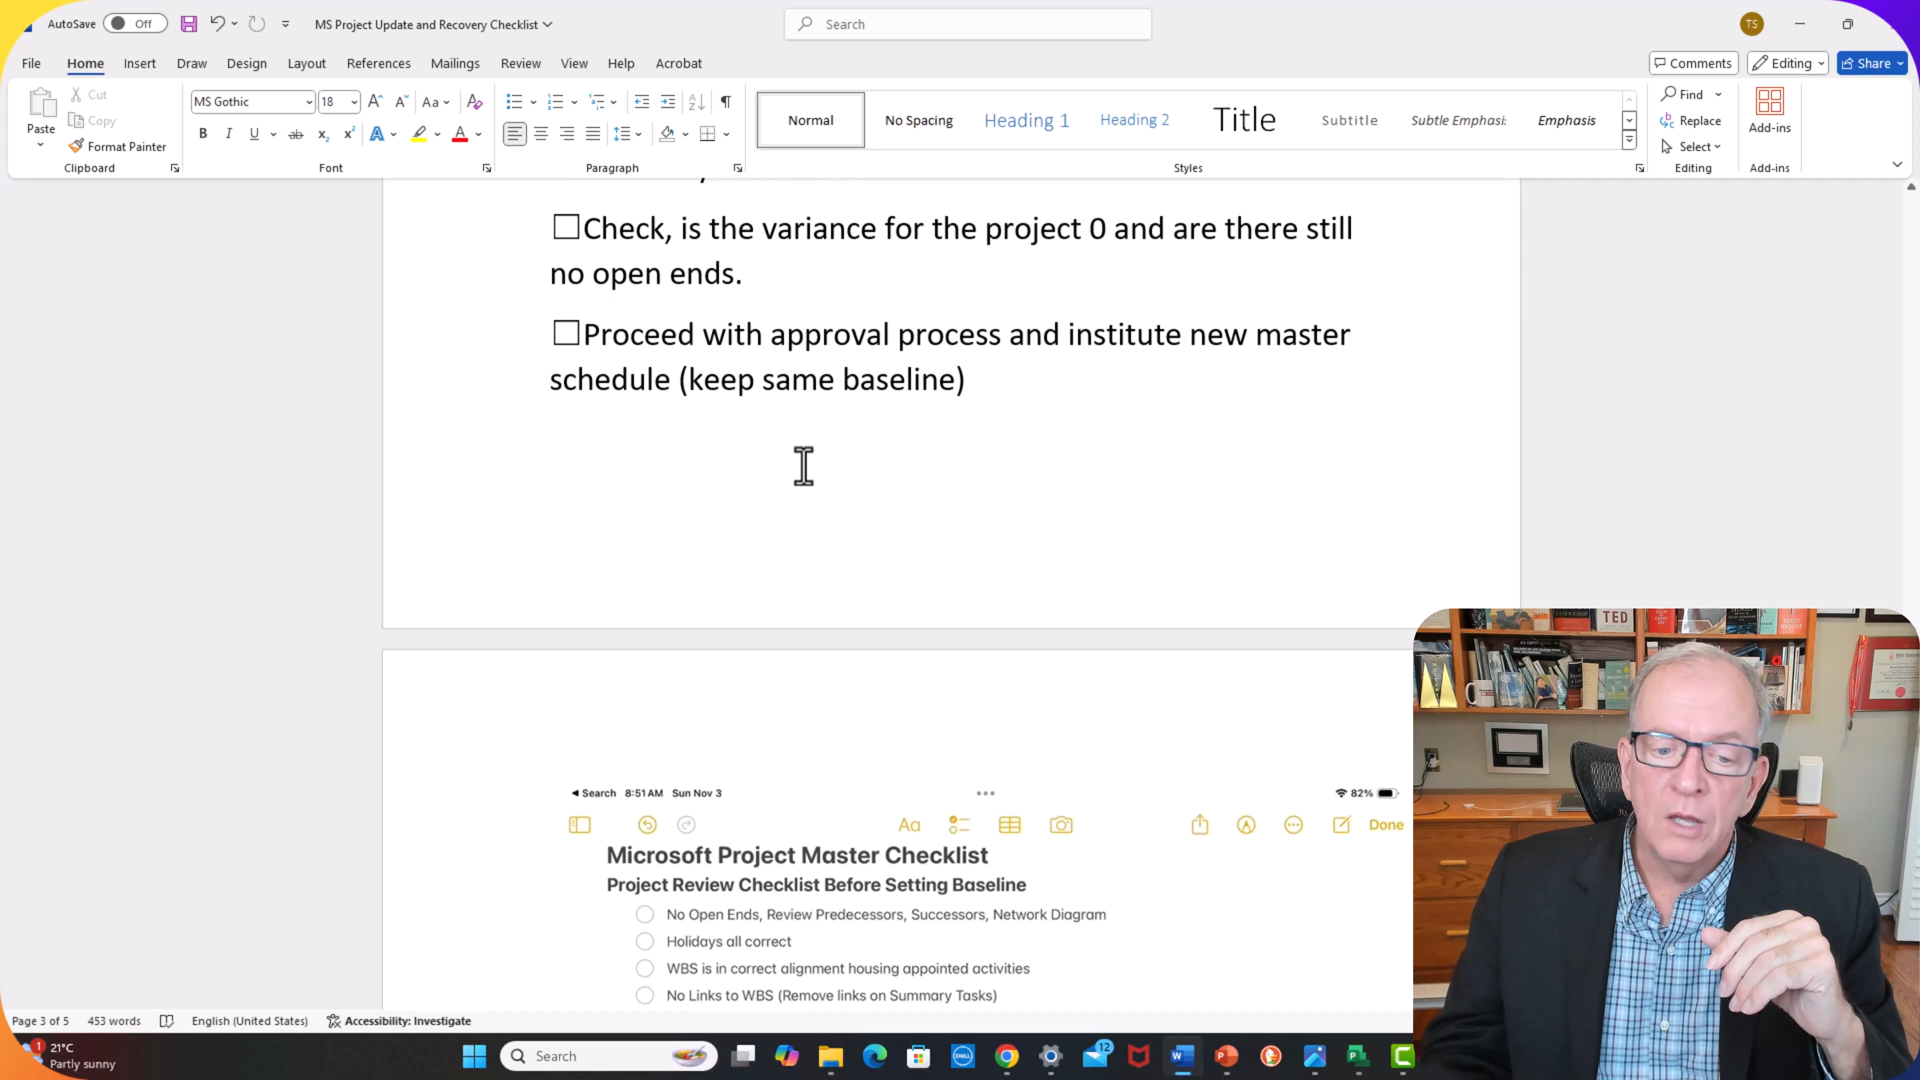 AutoSave Off MS Project Update and Recovery Checklist Search TS
File Home Insert Draw Design Layout References Mailings Review View Help Acrobat Comments Editing Share
Paste Cut Copy Format Painter
Clipboard
MS Gothic 18
Font
Paragraph
Normal No Spacing Heading 1 Heading 2 Title Subtitle Subtle Emphasis Emphasis
Styles
Find Replace Select
Editing
Add-ins
Add-ins
☐Check, is the variance for the project 0 and are there still
no open ends.
☐Proceed with approval process and institute new master
schedule (keep same baseline)
Search 8:51 AM Sun Nov 3 82%
Aa Done
Microsoft Project Master Checklist
Project Review Checklist Before Setting Baseline
No Open Ends, Review Predecessors, Successors, Network Diagram
Holidays all correct
WBS is in correct alignment housing appointed activities
No Links to WBS (Remove links on Summary Tasks)
TED
Page 3 of 5 453 words English (United States) Accessibility: Investigate
1 21°C
Partly sunny
Search
DELL
12